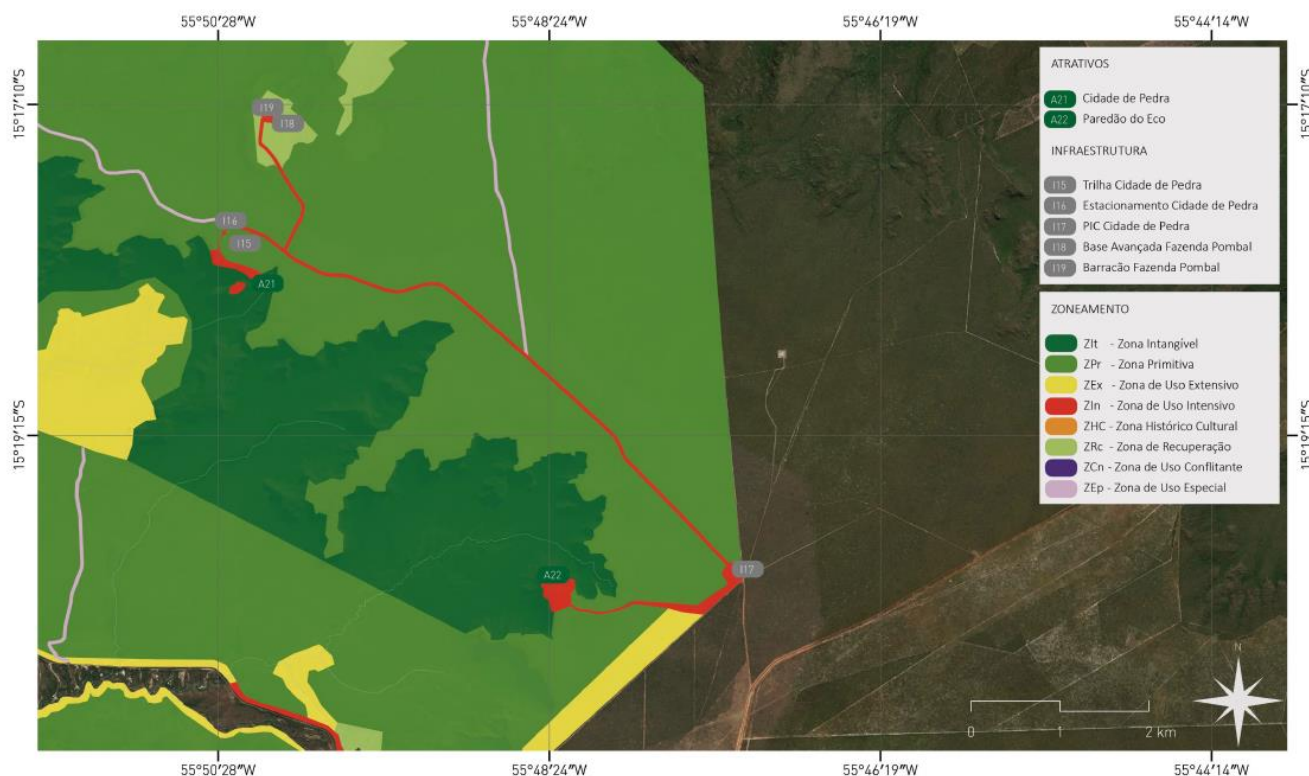 55°50'28"W
55°48'24"W
55°46'19"W
55°44'14"W
15°17'10"S
15°17'10"S
ATRATIVOS
A21 Cidade de Pedra
A22 Paredão do Eco
INFRAESTRUTURA
I15 Trilha Cidade de Pedra
I16 Estacionamento Cidade de Pedra
I17 PIC Cidade de Pedra
I18 Base Avançada Fazenda Pombal
I19 Barracão Fazenda Pombal
ZONEAMENTO
ZIt - Zona Intangível
ZPr - Zona Primitiva
ZEx - Zona de Uso Extensivo
ZIn - Zona de Uso Intensivo
ZHC - Zona Histórico Cultural
ZRc - Zona de Recuperação
ZCn - Zona de Uso Conflitante
ZEp - Zona de Uso Especial
I19
I18
I16
I15
A21
15°19'15"S
15°19'15"S
A22
I17
N
0 1 2 km
55°50'28"W
55°48'24"W
55°46'19"W
55°44'14"W